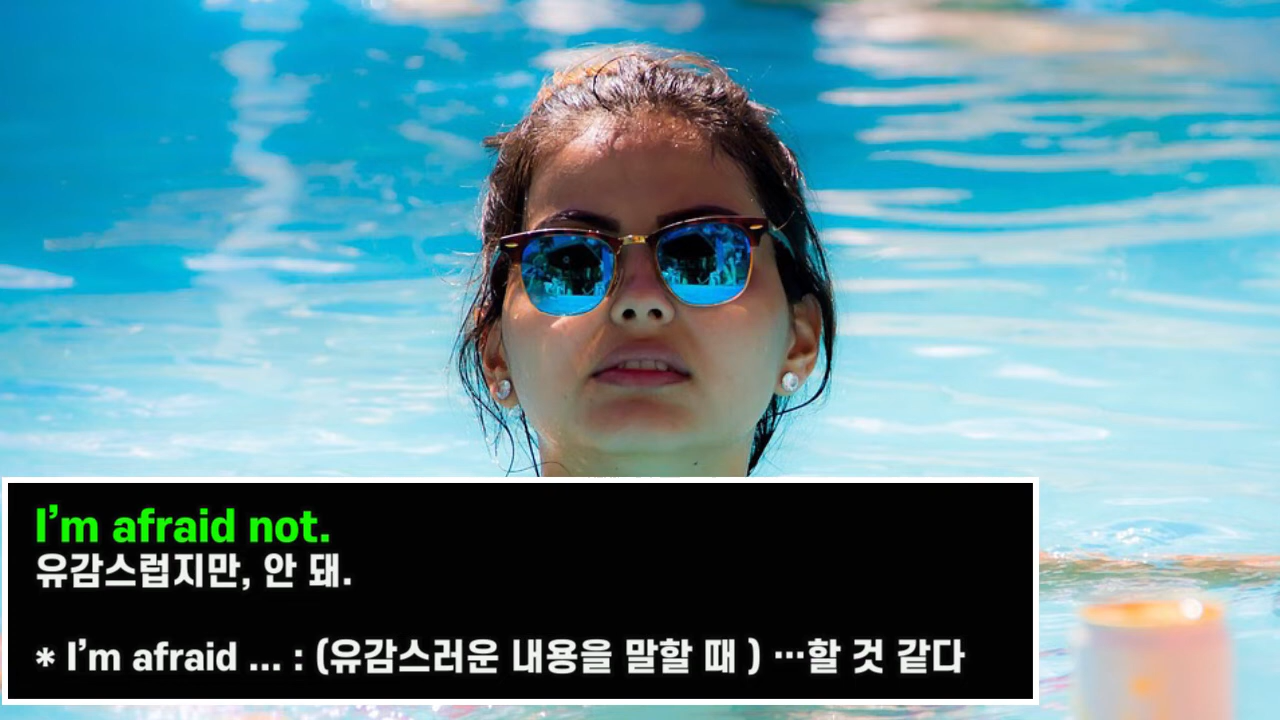 I'm afraid not.
유감스럽지만, 안 돼.
* I'm afraid ... : (유감스러운 내용을 말할 때 ) …할 것 같다